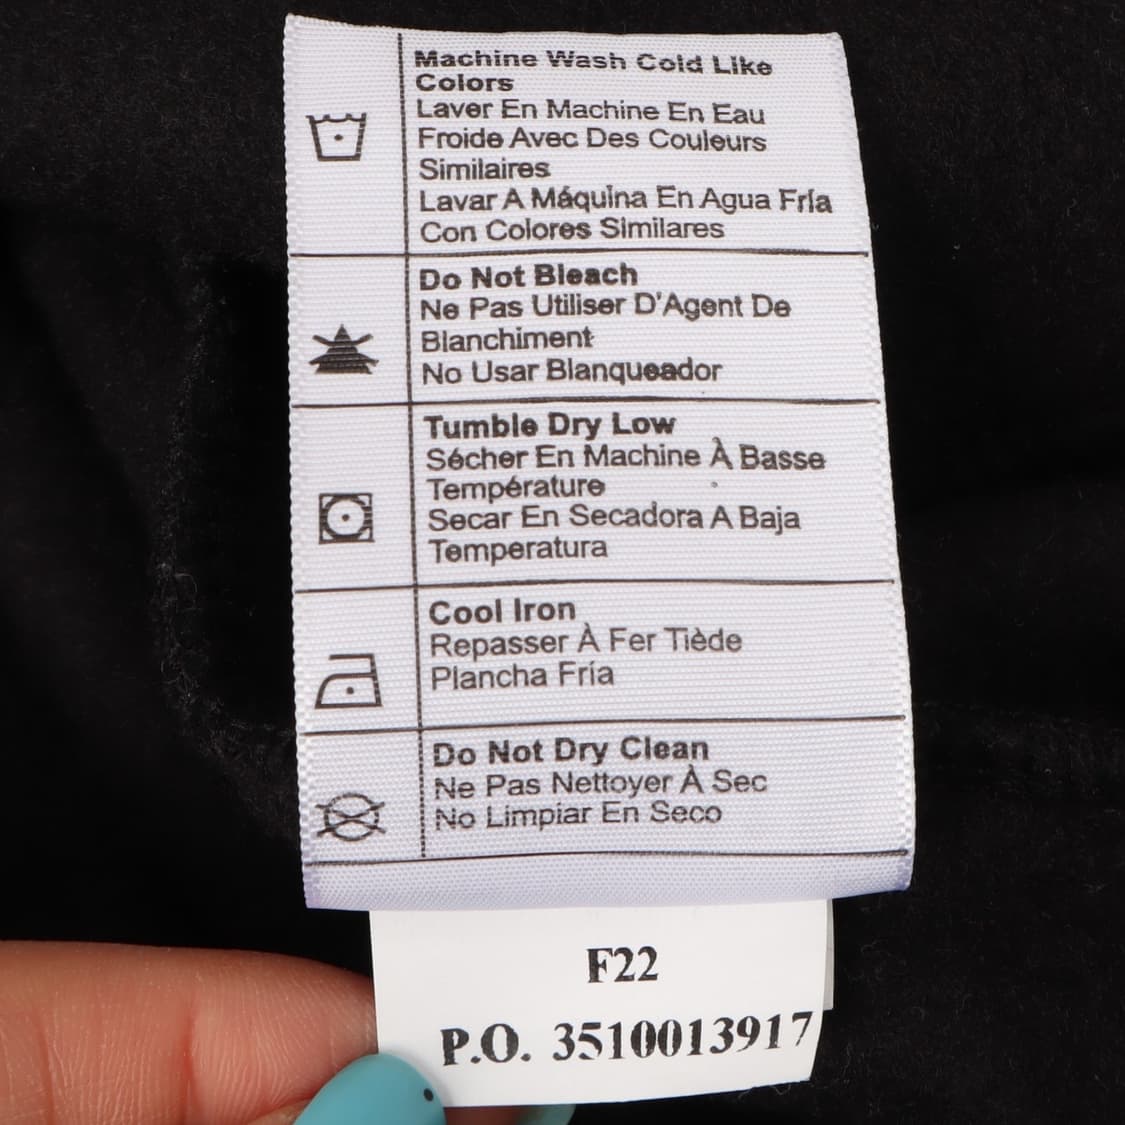 Machine Wash Cold Like
Colors
Laver En Machine En Eau
Froide Avec Des Couleurs
Similaires
Lavar A Máquina En Agua Fría
Con Colores Similares
Do Not Bleach
Ne Pas Utiliser D'Agent De
Blanchiment
No Usar Blanqueador
Tumble Dry Low
Sécher En Machine À Basse
Température
Secar En Secadora A Baja
Temperatura
Cool Iron
Repasser À Fer Tiède
Plancha Fría
Do Not Dry Clean
Ne Pas Nettoyer À Sec
No Limpiar En Seco
F22
P.O. 3510013917